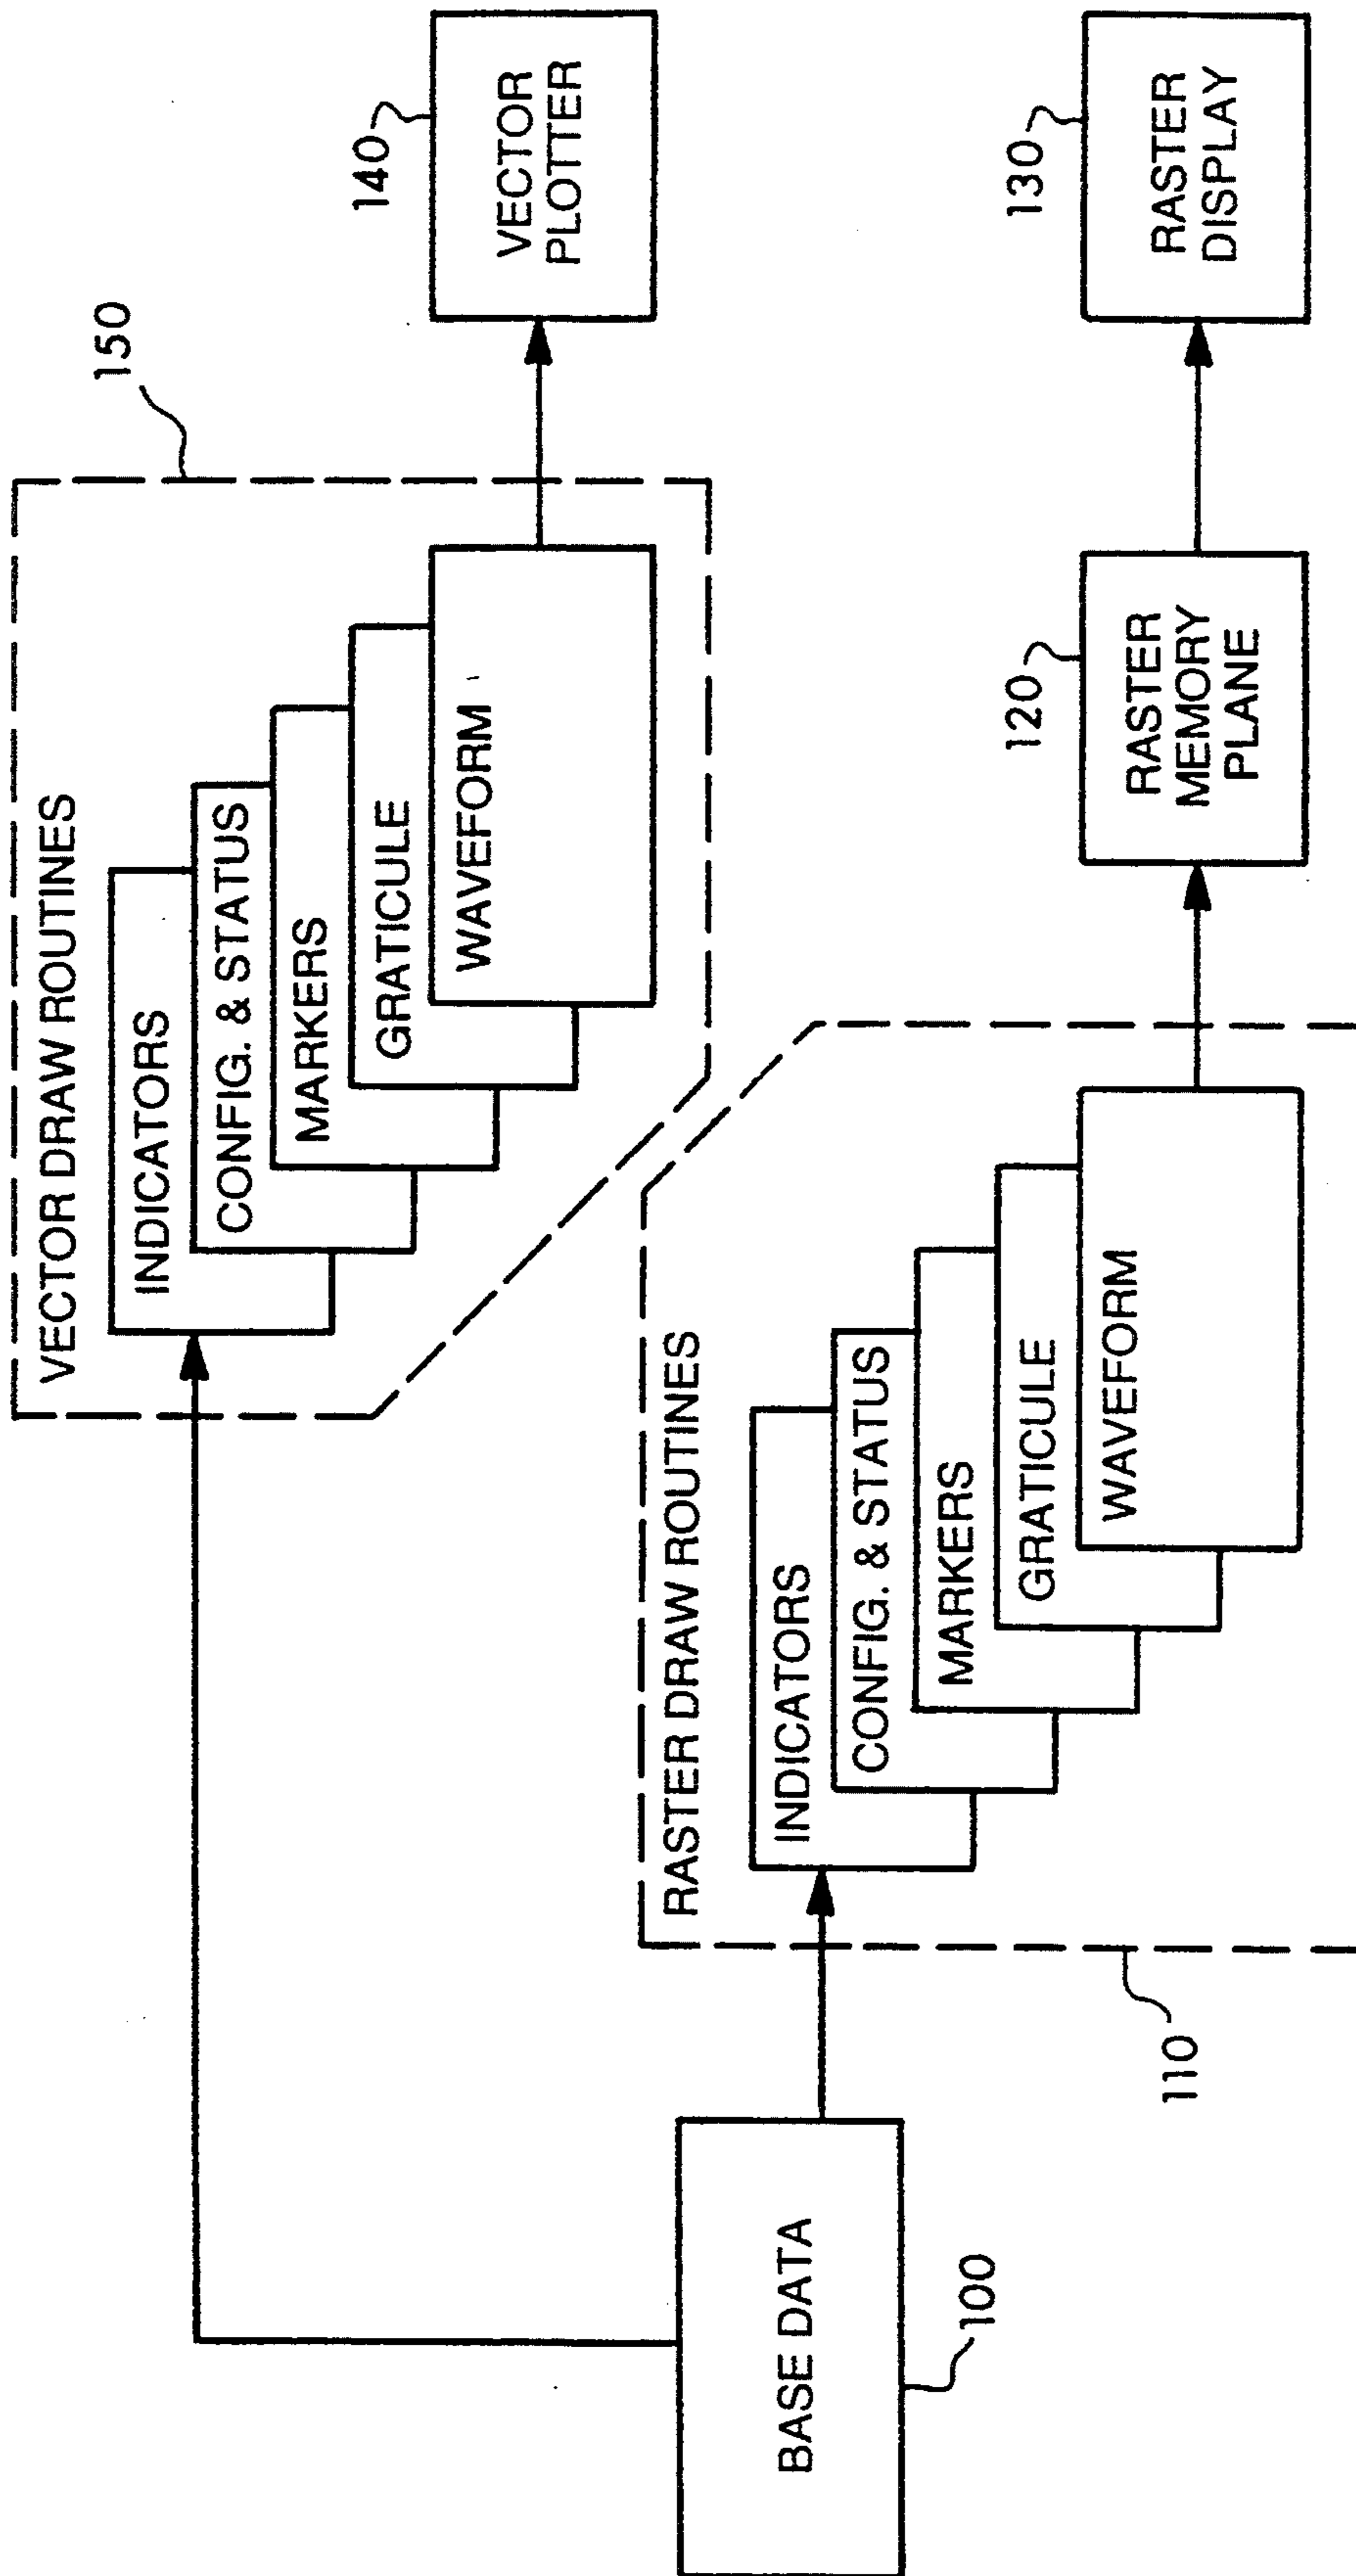 VECTOR DRAW ROUTINES
150
INDICATORS
CONFIG. & STATUS
MARKERS
GRATICULE
WAVEFORM
140
VECTOR
PLOTTER
BASE DATA
100
RASTER DRAW ROUTINES
110
INDICATORS
CONFIG. & STATUS
MARKERS
GRATICULE
WAVEFORM
120
RASTER
MEMORY
PLANE
130
RASTER
DISPLAY